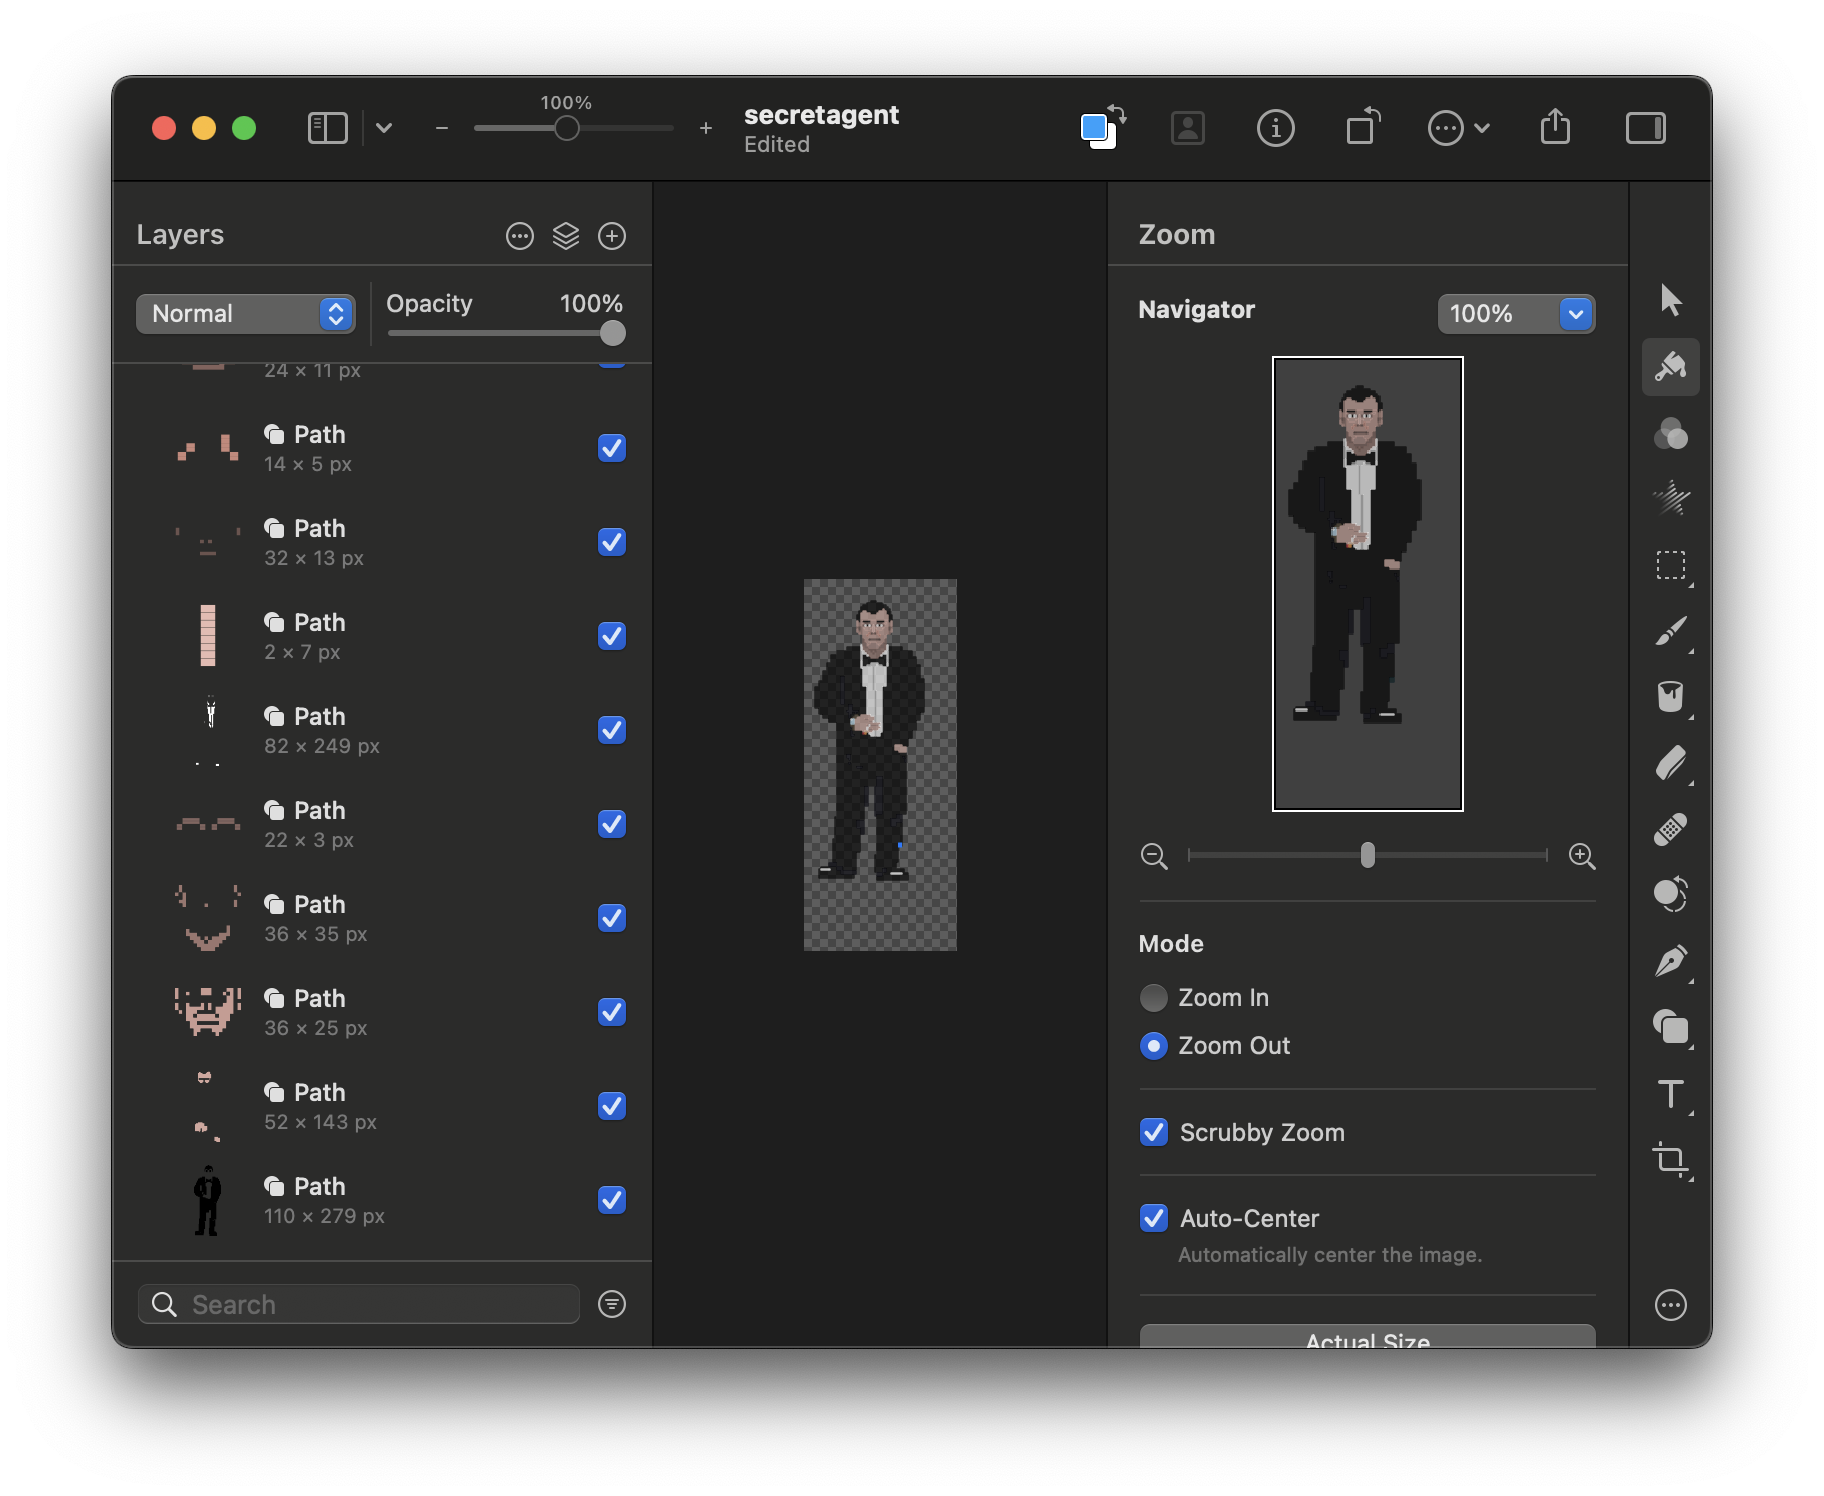 100%
secretagent
Edited
Layers
Normal
Opacity
100%
24 × 11 px
Path
14 × 5 px
Path
32 × 13 px
Path
2 × 7 px
Path
82 × 249 px
Path
22 × 3 px
Path
36 × 35 px
Path
36 × 25 px
Path
52 × 143 px
Path
110 × 279 px
Search
Zoom
Navigator
100%
Mode
Zoom In
Zoom Out
Scrubby Zoom
Auto-Center
Automatically center the image.
Actual Size